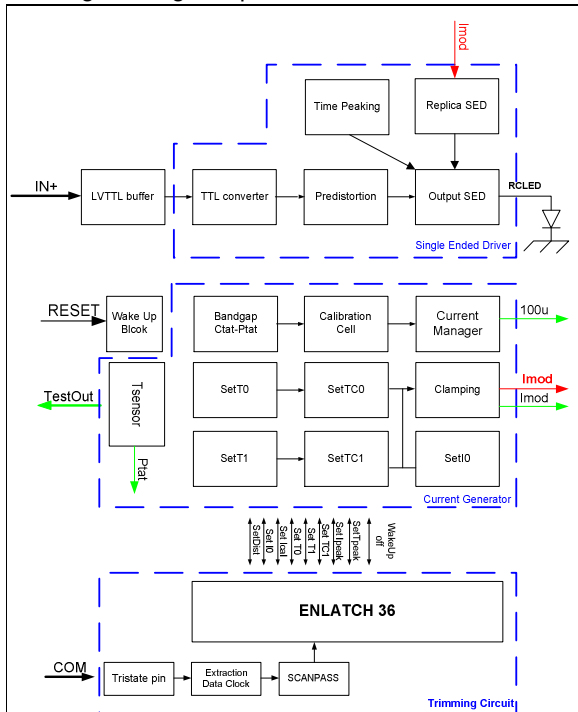 Imod
Time Peaking
Replica SED
IN+
LVTTL buffer
TTL converter
Predistortion
Output SED
RCLED
Single Ended Driver
RESET
Wake Up
Blcok
Bandgap
Ctat-Ptat
Calibration
Cell
Current
Manager
100u
TestOut
Tsensor
SetT0
SetTC0
Clamping
Imod
Imod
Ptat
SetT1
SetTC1
SetI0
Current Generator
SetDist
Set I0
Set Ical
Set T0
Set T1
Set TC1
Set Ipeak
SetTpeak
WakeUp
off
ENLATCH 36
COM
Tristate pin
Extraction
Data Clock
SCANPASS
Trimming Circuit